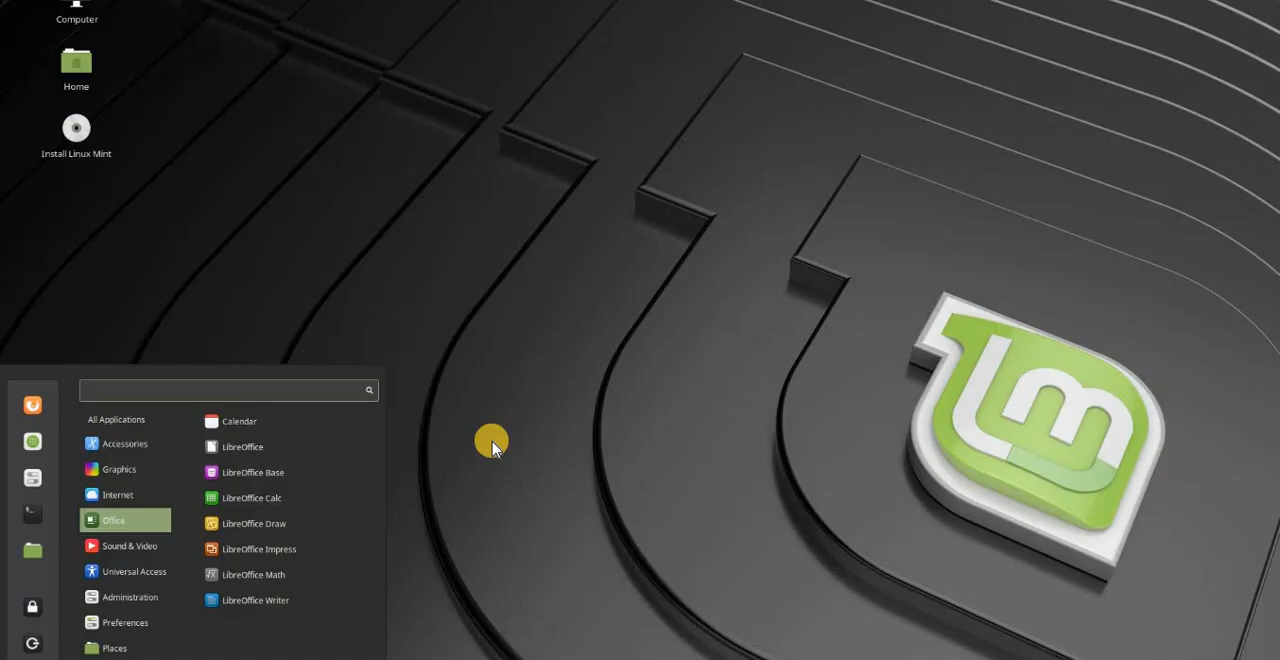 Computer
Home
Install Linux Mint
All Applications
Accessories
Graphics
Internet
Office
Sound & Video
Universal Access
Administration
Preferences
Places
Calendar
LibreOffice
LibreOffice Base
LibreOffice Calc
LibreOffice Draw
LibreOffice Impress
LibreOffice Math
LibreOffice Writer
lm